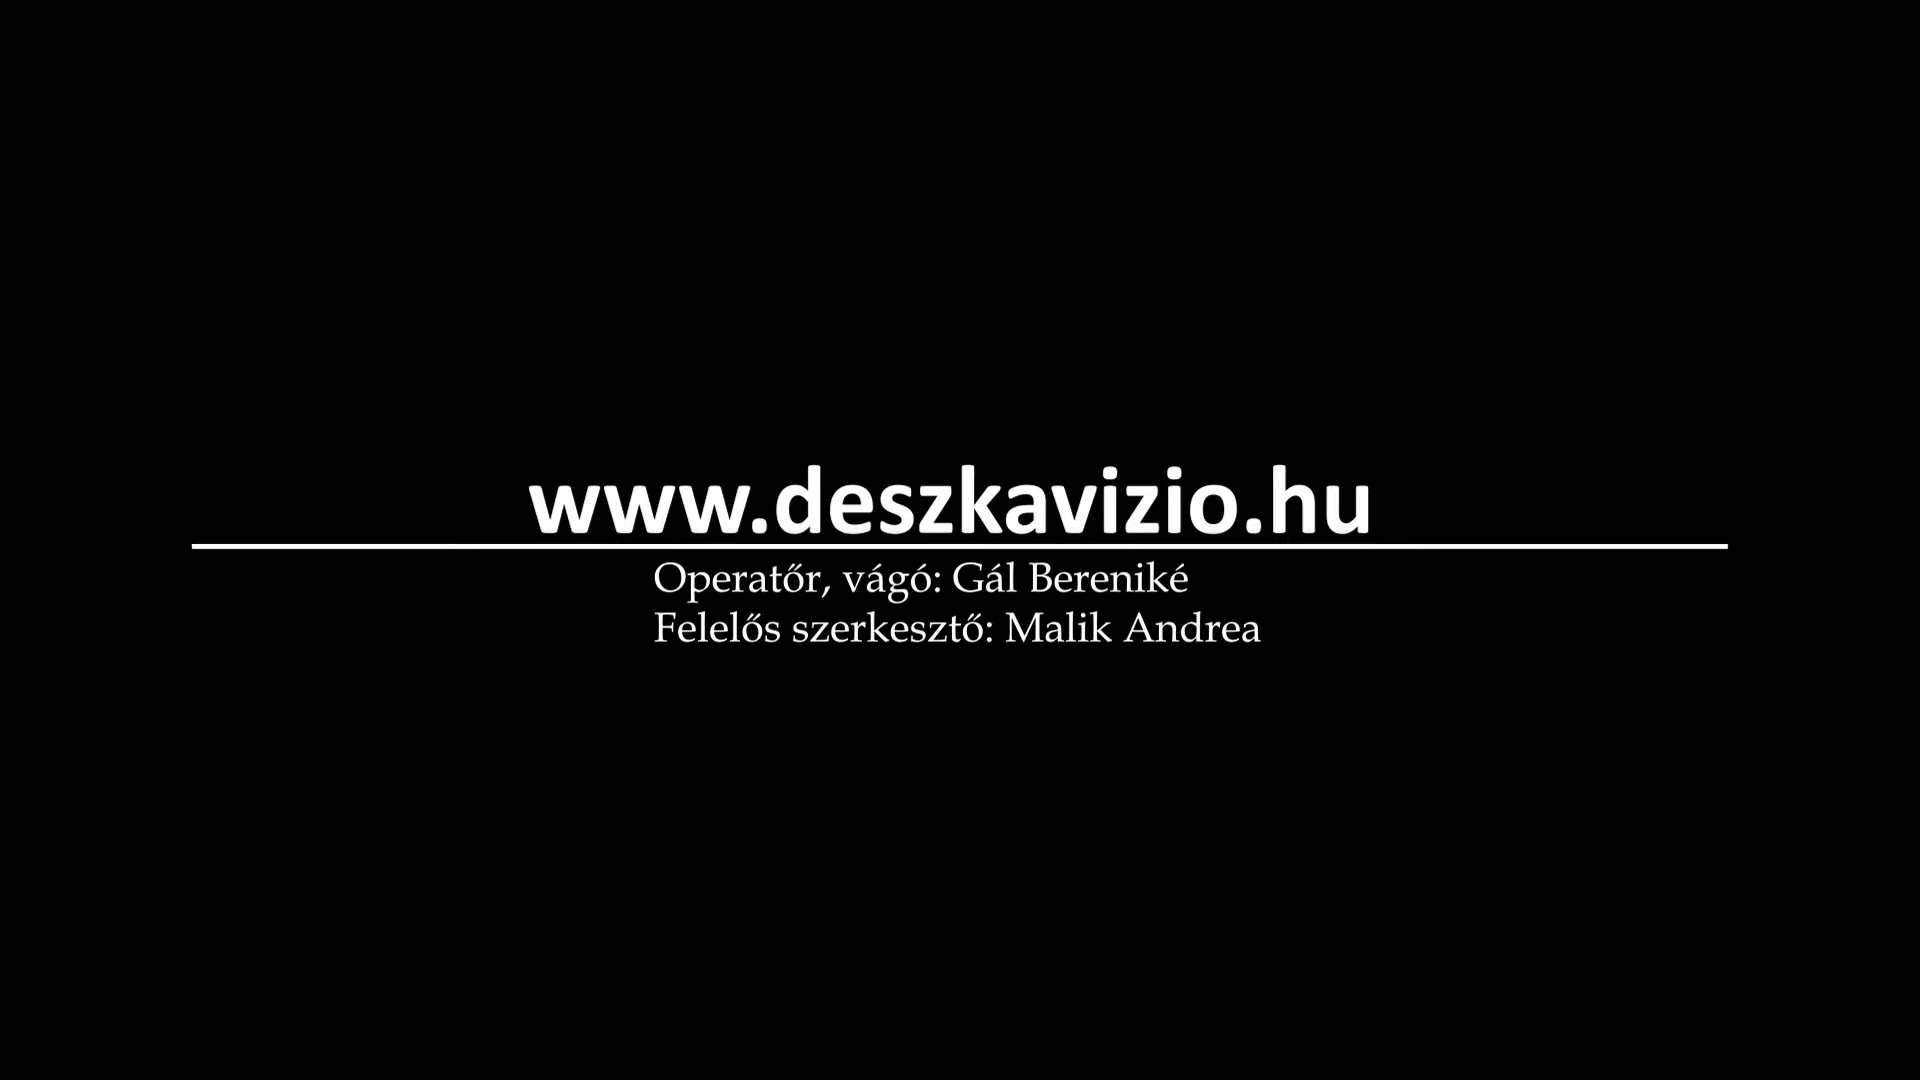 www.deszkavizio.hu
Operatőr, vágó: Gál Bereniké
Felelős szerkesztő: Malik Andrea